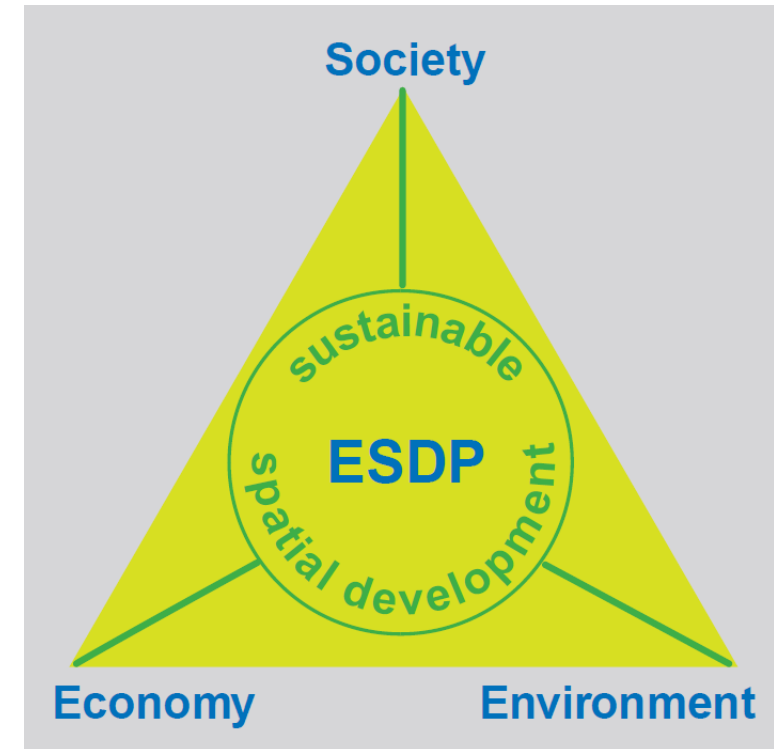 Society
sustainable
ESDP
spatial development
Economy
Environment